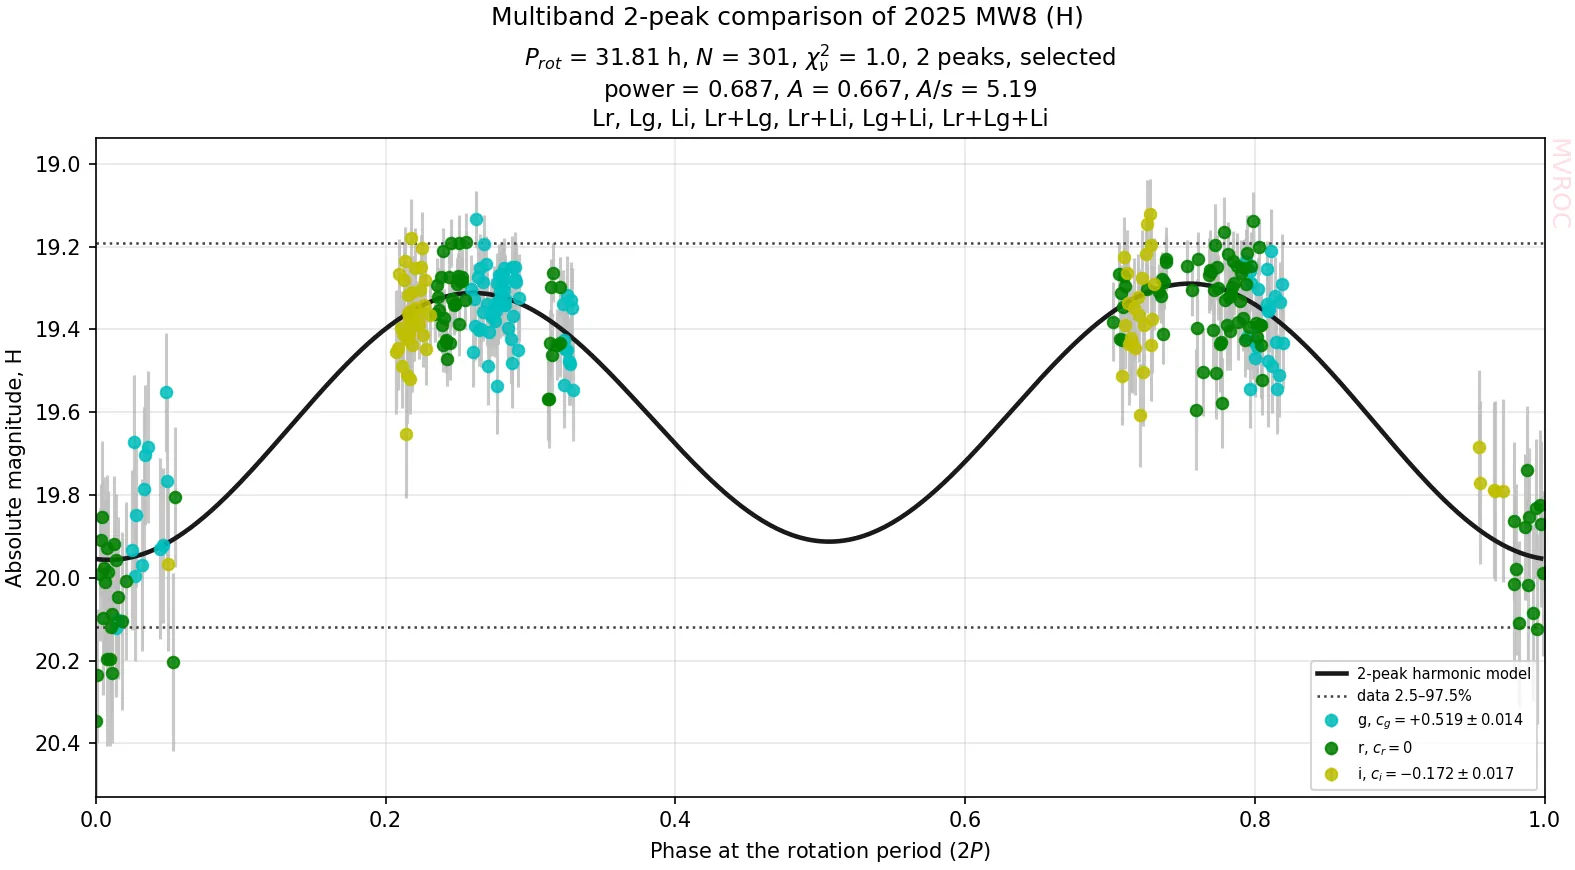 Multiband 2-peak comparison of 2025 MW8 (H)
P_rot = 31.81 h, N = 301, χ²_ν = 1.0, 2 peaks, selected
power = 0.687, A = 0.667, A/s = 5.19
Lr, Lg, Li, Lr+Lg, Lr+Li, Lg+Li, Lr+Lg+Li
MVROC
Absolute magnitude, H
19.0
19.2
19.4
19.6
19.8
20.0
20.2
20.4
2-peak harmonic model
data 2.5–97.5%
g, c_g = +0.519 ± 0.014
r, c_r = 0
i, c_i = −0.172 ± 0.017
0.0 0.2 0.4 0.6 0.8 1.0
Phase at the rotation period (2P)